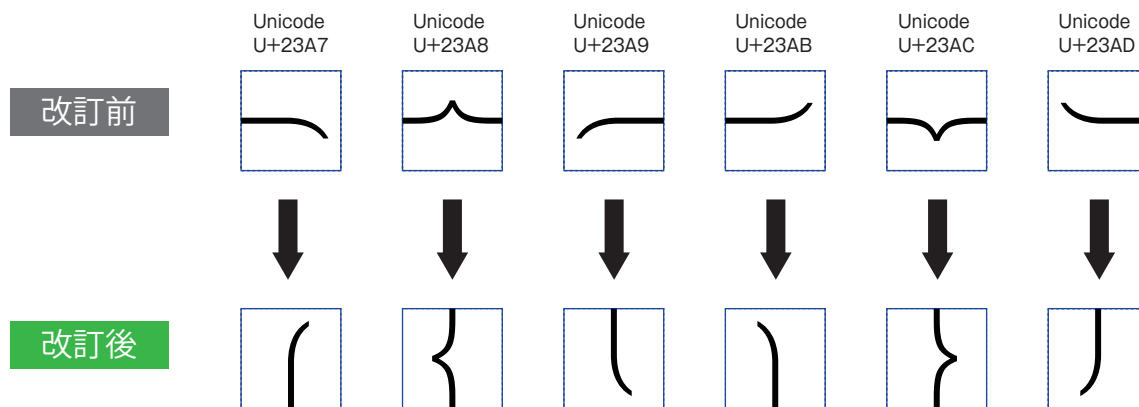 Unicode
U+23A7
Unicode
U+23A8
Unicode
U+23A9
Unicode
U+23AB
Unicode
U+23AC
Unicode
U+23AD
改訂前
改訂後